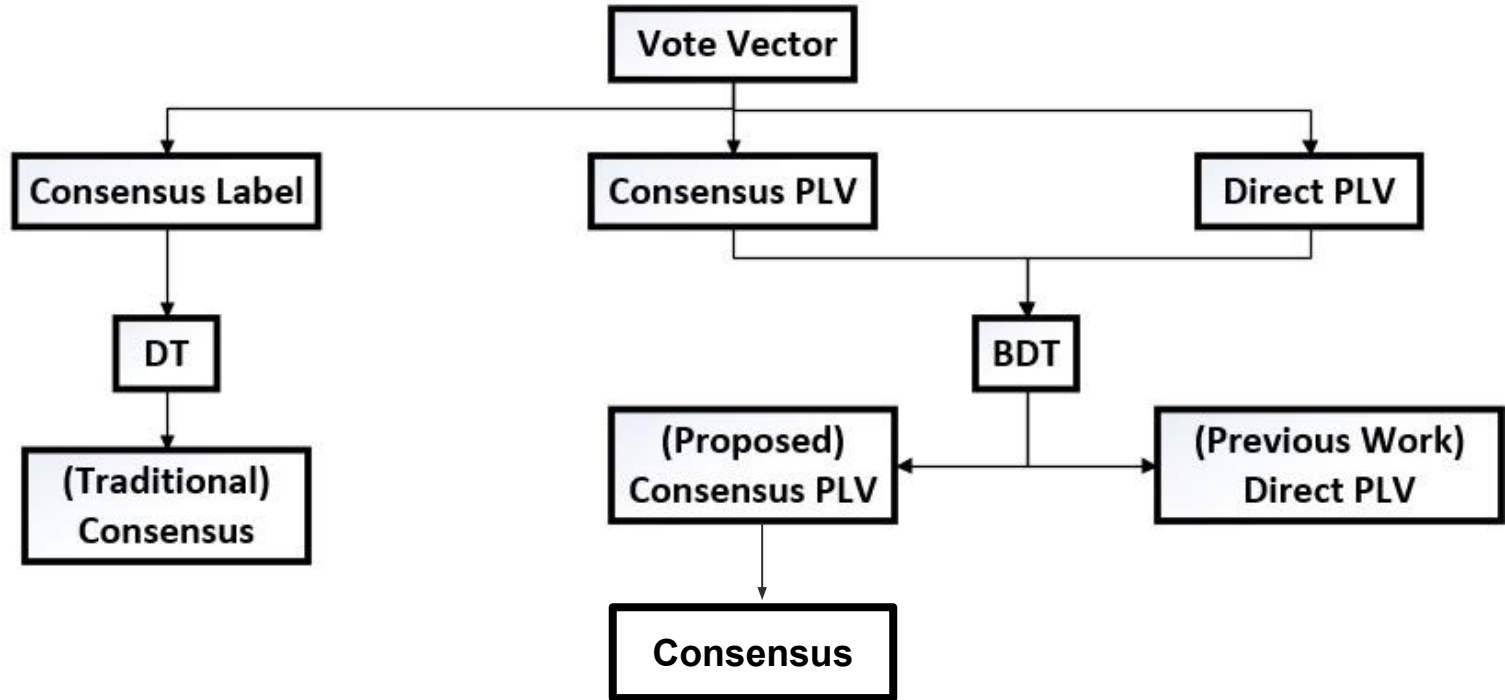 Vote Vector
Consensus Label
Consensus PLV
Direct PLV
DT
BDT
(Traditional)
Consensus
(Proposed)
Consensus PLV
(Previous Work)
Direct PLV
Consensus